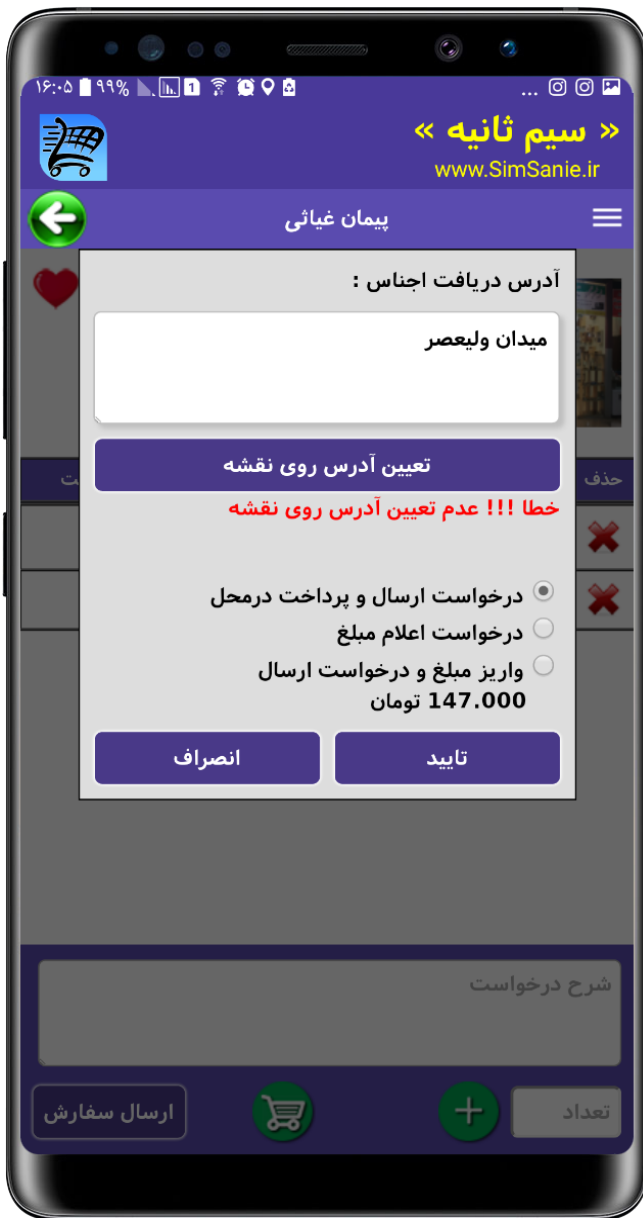 ۱۶:۰۵ ۹۹% 1 ...
« سیم ثانیه »
www.SimSanie.ir
پیمان غیاثی
آدرس دریافت اجناس :
میدان ولیعصر
تعیین آدرس روی نقشه
حذف
خطا !!! عدم تعیین آدرس روی نقشه
درخواست ارسال و پرداخت درمحل
درخواست اعلام مبلغ
واریز مبلغ و درخواست ارسال
147.000 تومان
تایید
انصراف
شرح درخواست
تعداد
ارسال سفارش